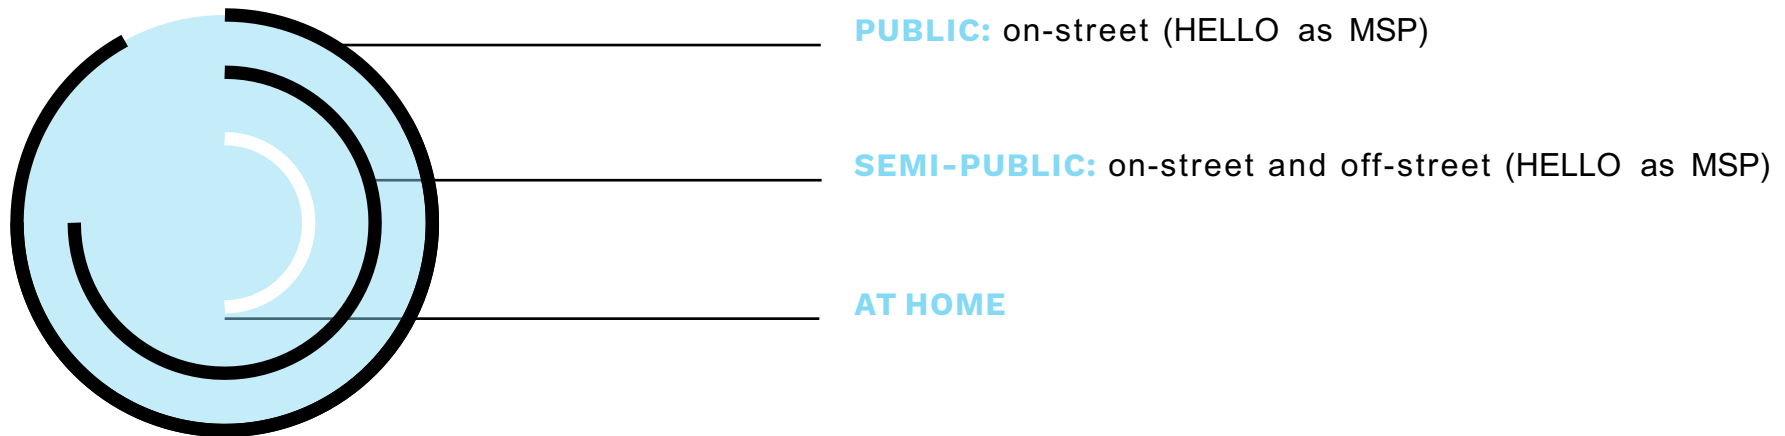 PUBLIC: on-street (HELLO as MSP)
SEMI-PUBLIC: on-street and off-street (HELLO as MSP)
AT HOME